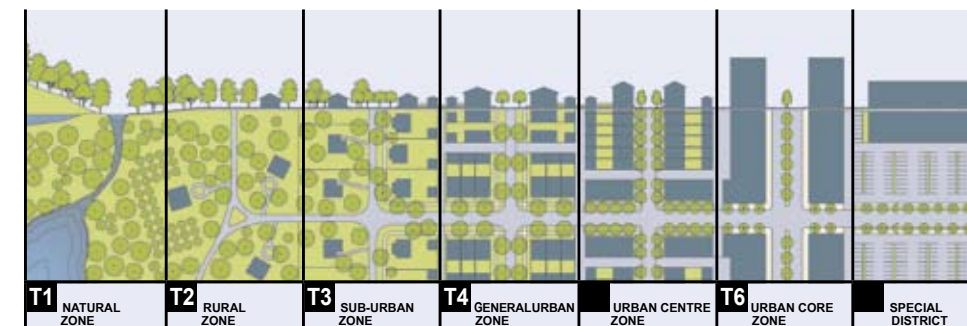 T1 NATURAL
ZONE
T2 RURAL
ZONE
T3 SUB-URBAN
ZONE
T4 GENERALURBAN
ZONE
URBAN CENTRE
ZONE
T6 URBAN CORE
ZONE
SPECIAL
DISTRICT